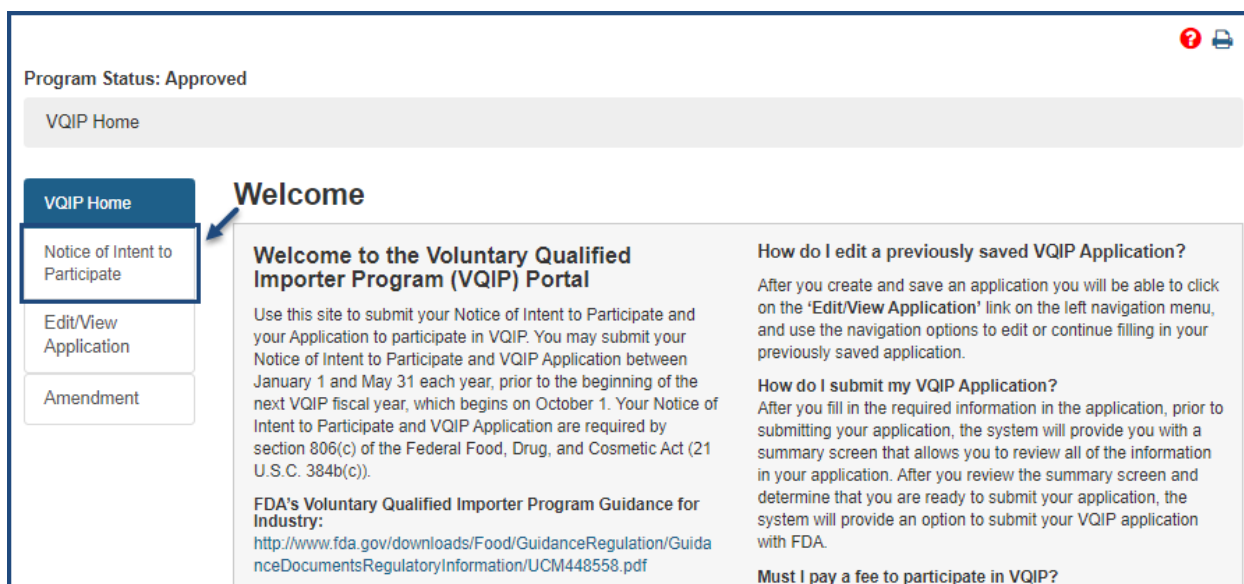 Program Status: Approved
VQIP Home
VQIP Home
Notice of Intent to
Participate
Edit/View
Application
Amendment
Welcome
Welcome to the Voluntary Qualified
Importer Program (VQIP) Portal
Use this site to submit your Notice of Intent to Participate and
your Application to participate in VQIP. You may submit your
Notice of Intent to Participate and VQIP Application between
January 1 and May 31 each year, prior to the beginning of the
next VQIP fiscal year, which begins on October 1. Your Notice of
Intent to Participate and VQIP Application are required by
section 806(c) of the Federal Food, Drug, and Cosmetic Act (21
U.S.C. 384b(c)).
FDA's Voluntary Qualified Importer Program Guidance for
Industry:
http://www.fda.gov/downloads/Food/GuidanceRegulation/Guida
nceDocumentsRegulatoryInformation/UCM448558.pdf
How do I edit a previously saved VQIP Application?
After you create and save an application you will be able to click
on the 'Edit/View Application' link on the left navigation menu,
and use the navigation options to edit or continue filling in your
previously saved application.
How do I submit my VQIP Application?
After you fill in the required information in the application, prior to
submitting your application, the system will provide you with a
summary screen that allows you to review all of the information
in your application. After you review the summary screen and
determine that you are ready to submit your application, the
system will provide an option to submit your VQIP application
with FDA.
Must I pay a fee to participate in VQIP?